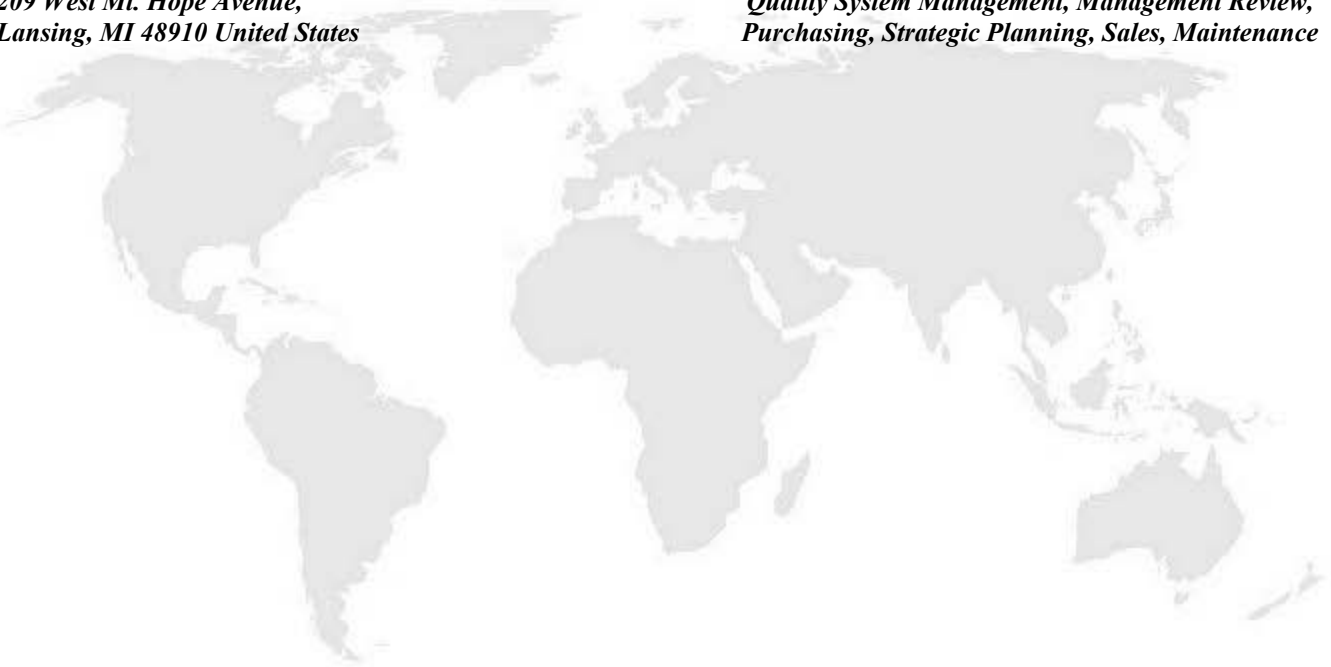 209 West Mt. Hope Avenue,
Lansing, MI 48910 United States
Quality System Management, Management Review,
Purchasing, Strategic Planning, Sales, Maintenance